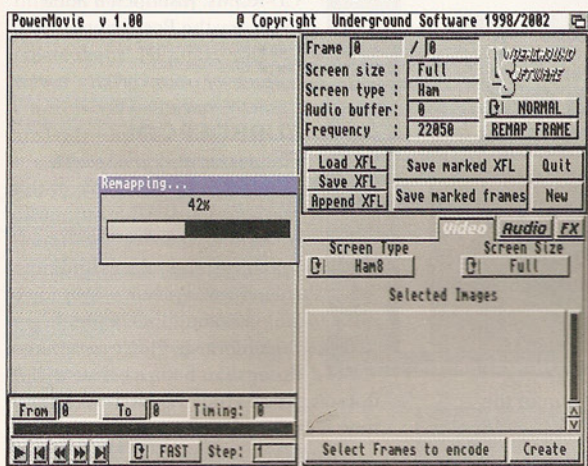 PowerMovie v 1.00 @ Copyright Underground Software 1998/2002
Frame 0 / 0
Screen size : Full
Screen type : Ham
Audio buffer: 0
Frequency : 22050
UNDERGROUND
SOFTWARE
NORMAL
REMAP FRAME
Load XFL
Save XFL
Append XFL
Save marked XFL
Save marked frames
Quit
New
Remapping...
42%
Video Audio FX
Screen Type
Ham8
Screen Size
Full
Selected Images
From 0 To 0 Timing: 0
FAST Step: 1
Select Frames to encode Create